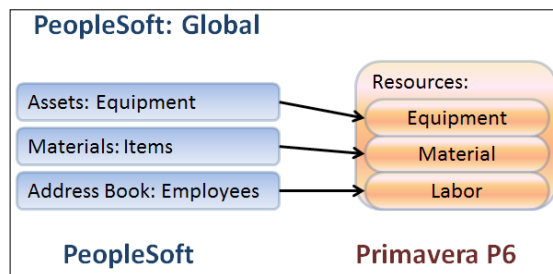 PeopleSoft: Global
Assets: Equipment
Materials: Items
Address Book: Employees
Resources:
Equipment
Material
Labor
PeopleSoft
Primavera P6